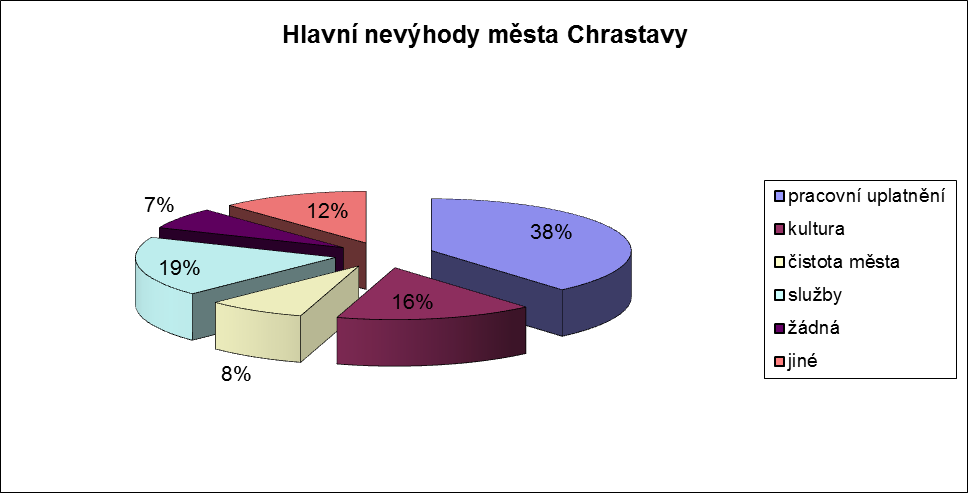 Hlavní nevýhody města Chrastavy
38%
16%
8%
19%
7%
12%
pracovní uplatnění
kultura
čistota města
služby
žádná
jiné